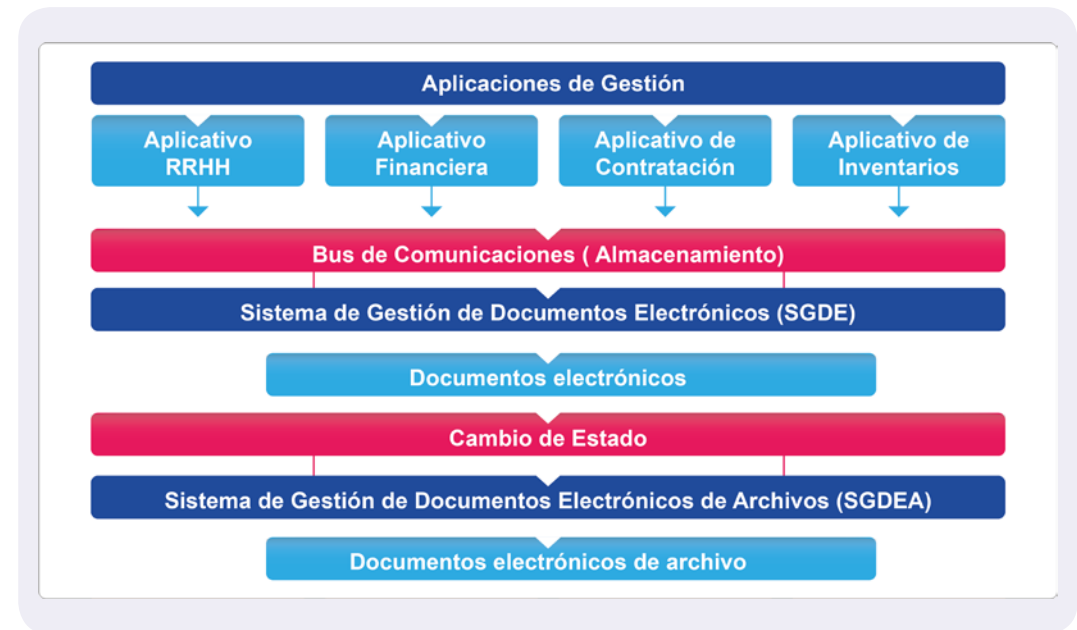 Aplicaciones de Gestión
Aplicativo
RRHH
Aplicativo
Financiera
Aplicativo de
Contratación
Aplicativo de
Inventarios
Bus de Comunicaciones ( Almacenamiento)
Sistema de Gestión de Documentos Electrónicos (SGDE)
Documentos electrónicos
Cambio de Estado
Sistema de Gestión de Documentos Electrónicos de Archivos (SGDEA)
Documentos electrónicos de archivo